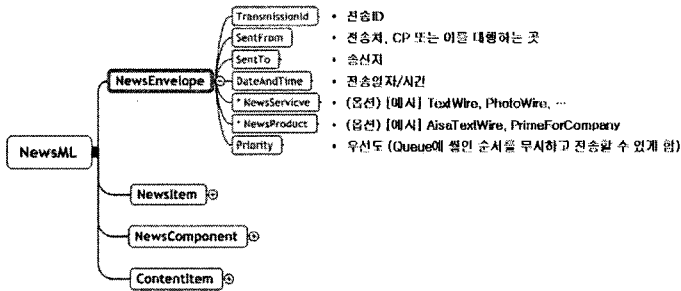 TransmissionId • 전송ID
SentFrom • 전송처, CP 또는 이를 대행하는 곳
SentTo • 송신지
NewsEnvelope
DateAndTime • 전송일자/시간
* NewsServicve • (옵션) [예시] TextWire, PhotoWire, …
* NewsProduct • (옵션) [예시] AisaTextWire, PrimeForCompany
Priority • 우선도 (Queue에 쌓인 순서를 무시하고 전송할 수 있게 함)
NewsML
NewsItem
NewsComponent
ContentItem